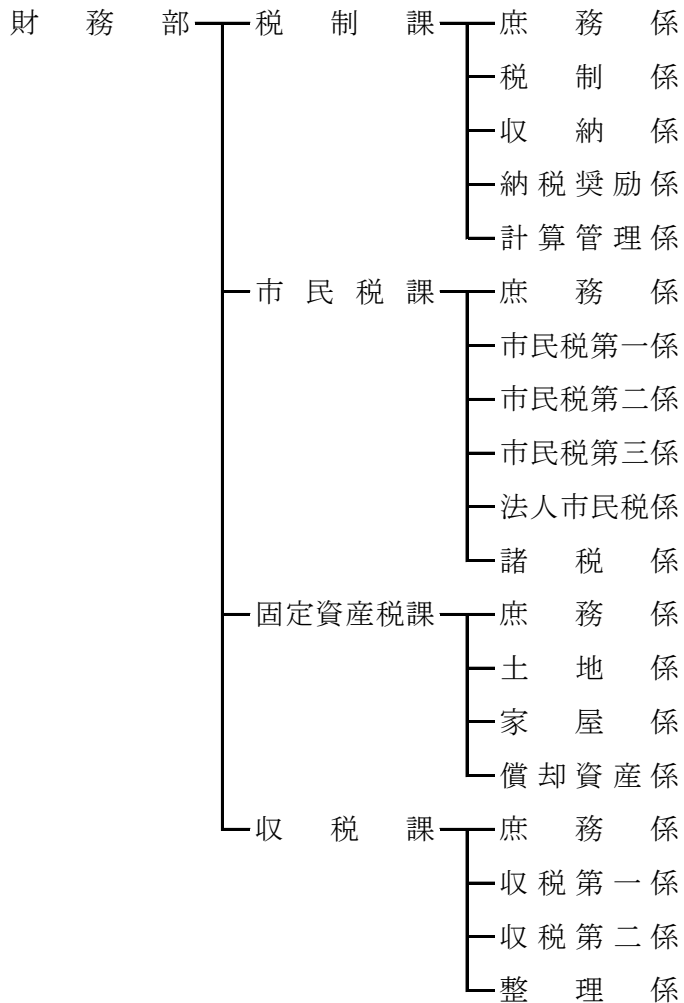 財務部 税制課 庶務係
税制係
収納係
納税奨励係
計算管理係
市民税課 庶務係
市民税第一係
市民税第二係
市民税第三係
法人市民税係
諸税係
固定資産税課 庶務係
土地係
家屋係
償却資産係
収税課 庶務係
収税第一係
収税第二係
整理係